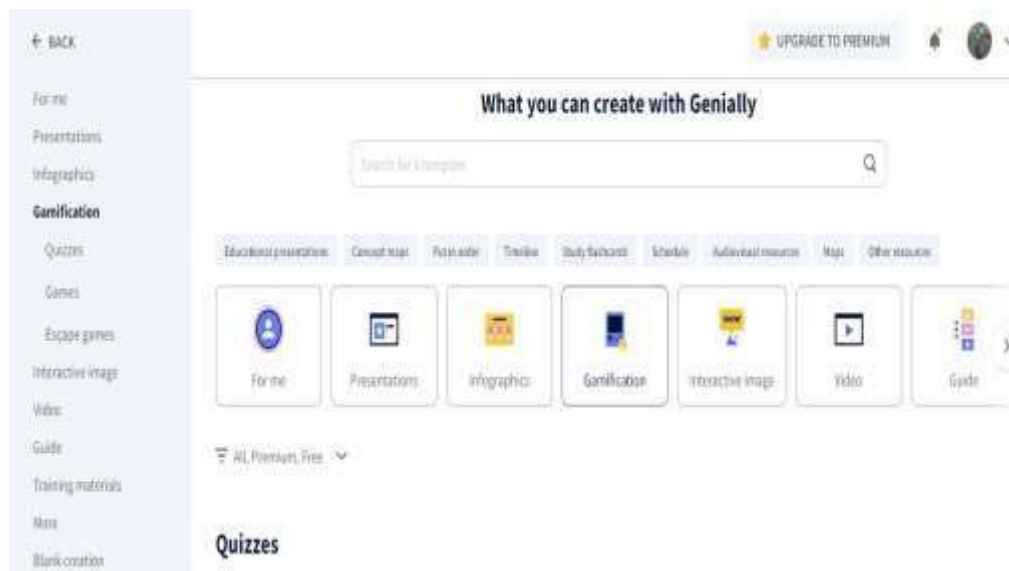 ← BACK
UPGRADE TO PREMIUM
For me
Presentations
Infographics
Gamification
Quizzes
Games
Escape games
Interactive image
Video
Guide
Training materials
More
Blank creation
What you can create with Genially
Search for a template
Educational presentations Concept maps Timeline Study flashcards Schedule Audiovisual resources Maps Other resources
For me Presentations Infographics Gamification Interactive image Video Guide
All, Premium, Free
Quizzes